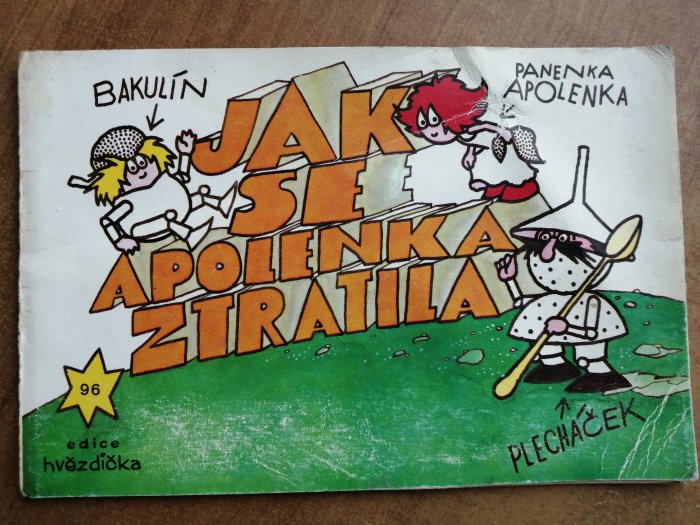 BAKULÍN
PANENKA
APOLENKA
JAK
SE
APOLENKA
ZTRATILA
96
edice
hvězdička
PLECHÁČEK